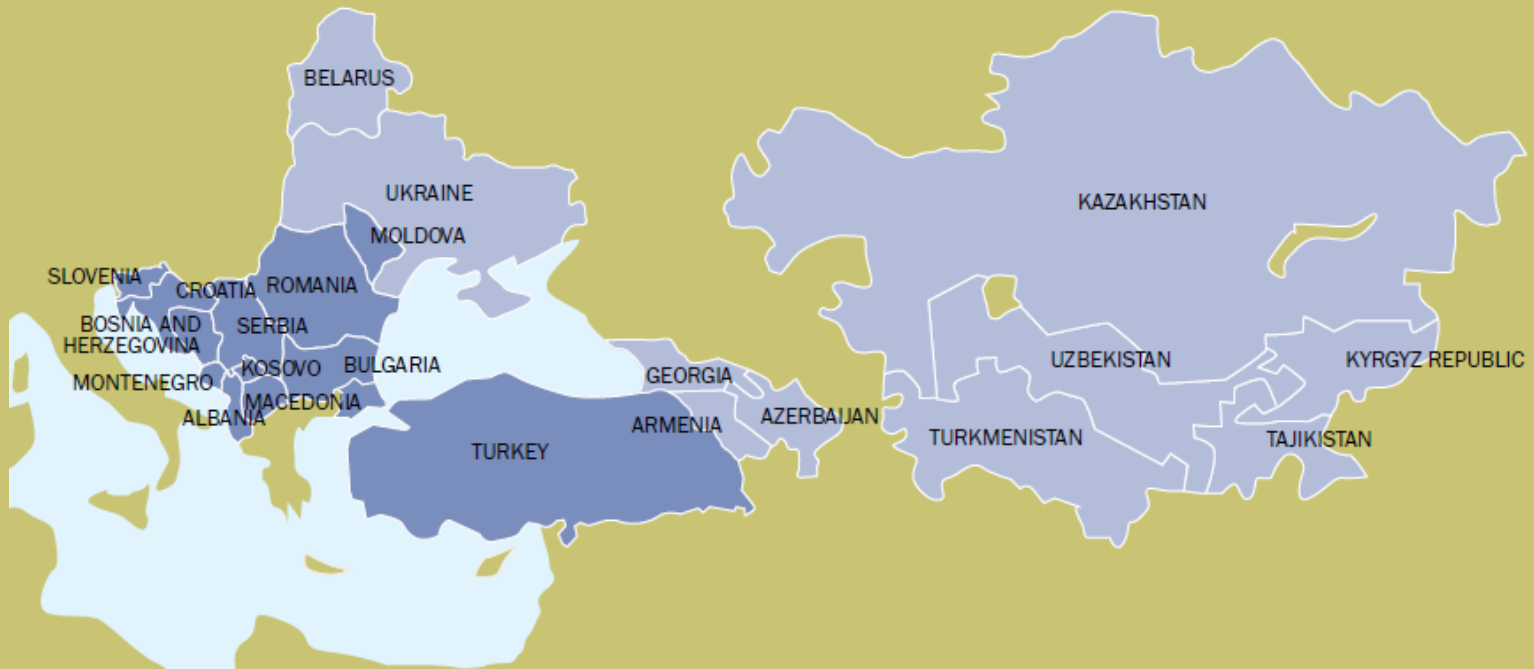 BELARUS
UKRAINE
KAZAKHSTAN
MOLDOVA
SLOVENIA
CROATIA
ROMANIA
BOSNIA AND
HERZEGOVINA
SERBIA
KOSOVO
BULGARIA
MONTENEGRO
MACEDONIA
ALBANIA
TURKEY
GEORGIA
ARMENIA
AZERBAIJAN
UZBEKISTAN
KYRGYZ REPUBLIC
TURKMENISTAN
TAJIKISTAN